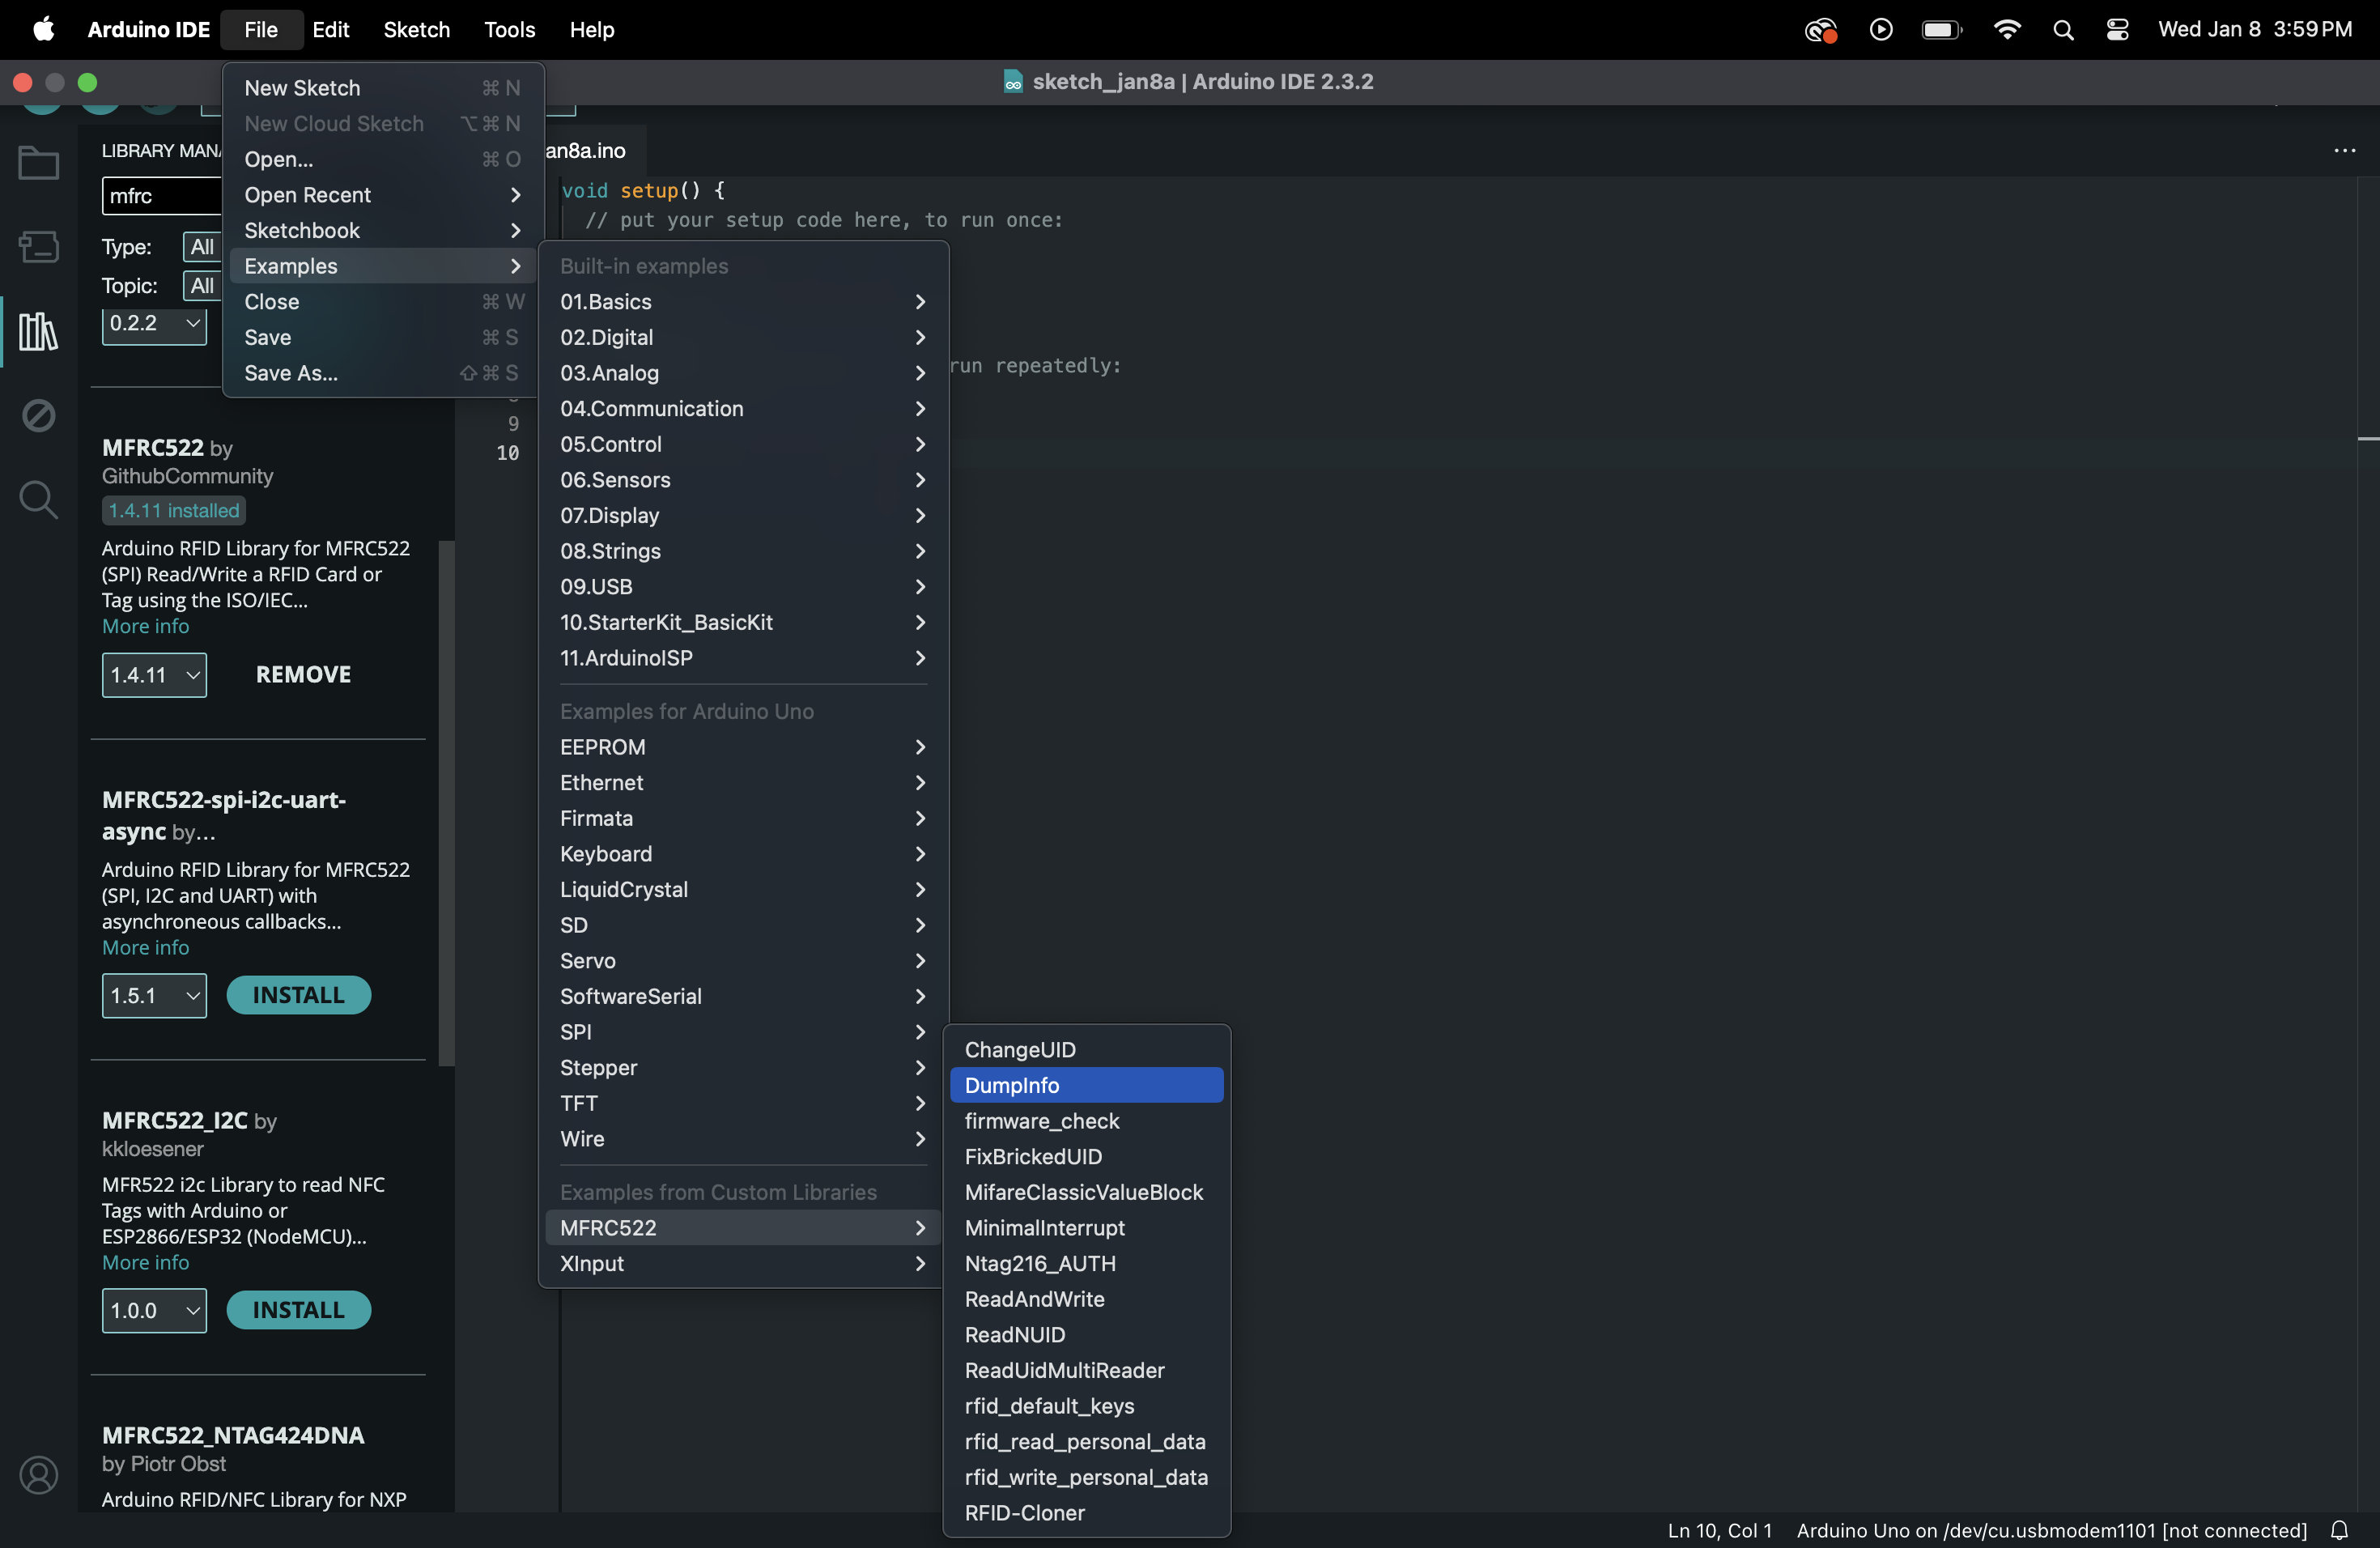 Arduino IDE File Edit Sketch Tools Help Wed Jan 8 3:59 PM
sketch_jan8a | Arduino IDE 2.3.2
New Sketch ⌘ N
New Cloud Sketch ⌥ ⌘ N
Open... ⌘ O
Open Recent
Sketchbook
Examples
Close ⌘ W
Save ⌘ S
Save As... ⇧ ⌘ S
LIBRARY MANA
mfrc
Type: All
Topic: All
0.2.2
MFRC522 by
GithubCommunity
1.4.11 installed
Arduino RFID Library for MFRC522
(SPI) Read/Write a RFID Card or
Tag using the ISO/IEC...
More info
1.4.11 REMOVE
MFRC522-spi-i2c-uart-
async by...
Arduino RFID Library for MFRC522
(SPI, I2C and UART) with
asynchroneous callbacks...
More info
1.5.1 INSTALL
MFRC522_I2C by
kkloesener
MFR522 i2c Library to read NFC
Tags with Arduino or
ESP2866/ESP32 (NodeMCU)...
More info
1.0.0 INSTALL
MFRC522_NTAG424DNA
by Piotr Obst
Arduino RFID/NFC Library for NXP
an8a.ino
void setup() {
// put your setup code here, to run once:
run repeatedly:
9
10
Built-in examples
01.Basics
02.Digital
03.Analog
04.Communication
05.Control
06.Sensors
07.Display
08.Strings
09.USB
10.StarterKit_BasicKit
11.ArduinoISP
Examples for Arduino Uno
EEPROM
Ethernet
Firmata
Keyboard
LiquidCrystal
SD
Servo
SoftwareSerial
SPI
Stepper
TFT
Wire
Examples from Custom Libraries
MFRC522
XInput
ChangeUID
DumpInfo
firmware_check
FixBrickedUID
MifareClassicValueBlock
MinimalInterrupt
Ntag216_AUTH
ReadAndWrite
ReadNUID
ReadUidMultiReader
rfid_default_keys
rfid_read_personal_data
rfid_write_personal_data
RFID-Cloner
Ln 10, Col 1 Arduino Uno on /dev/cu.usbmodem1101 [not connected]